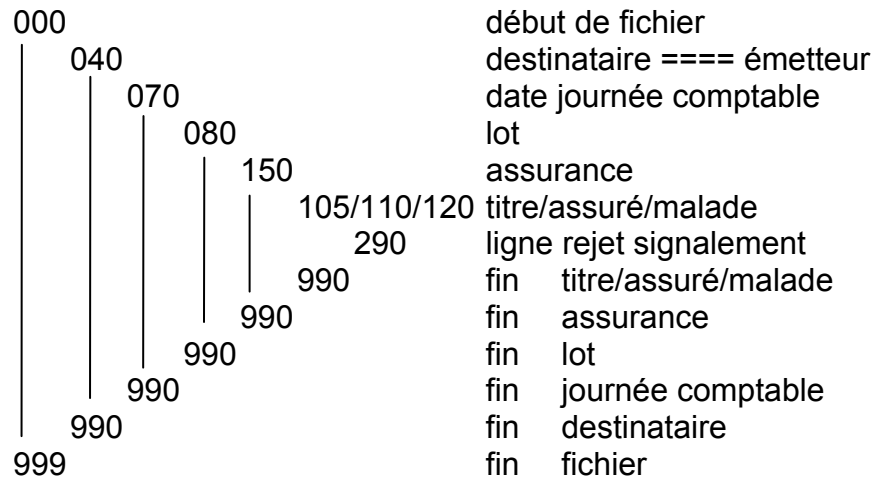 000 début de fichier
040 destinataire ==== émetteur
070 date journée comptable
080 lot
150 assurance
105/110/120 titre/assuré/malade
290 ligne rejet signalement
990 fin titre/assuré/malade
990 fin assurance
990 fin lot
990 fin journée comptable
990 fin destinataire
999 fin fichier